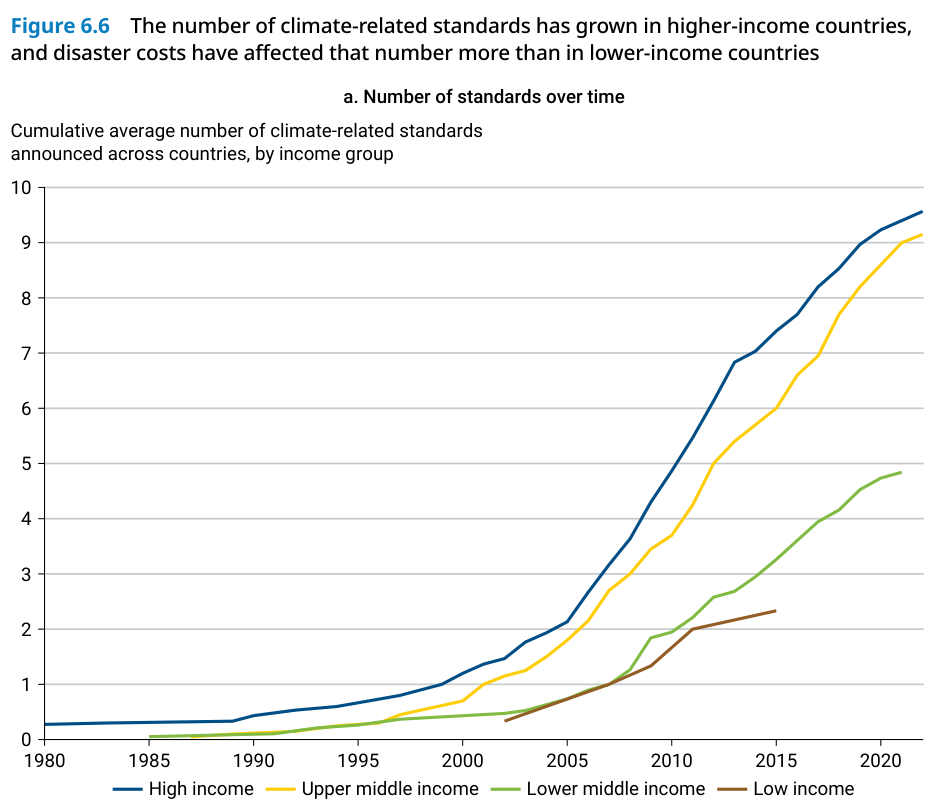 Figure 6.6 The number of climate-related standards has grown in higher-income countries,
and disaster costs have affected that number more than in lower-income countries
a. Number of standards over time
Cumulative average number of climate-related standards
announced across countries, by income group
10
9
8
7
6
5
4
3
2
1
0
1980 1985 1990 1995 2000 2005 2010 2015 2020
High income Upper middle income Lower middle income Low income